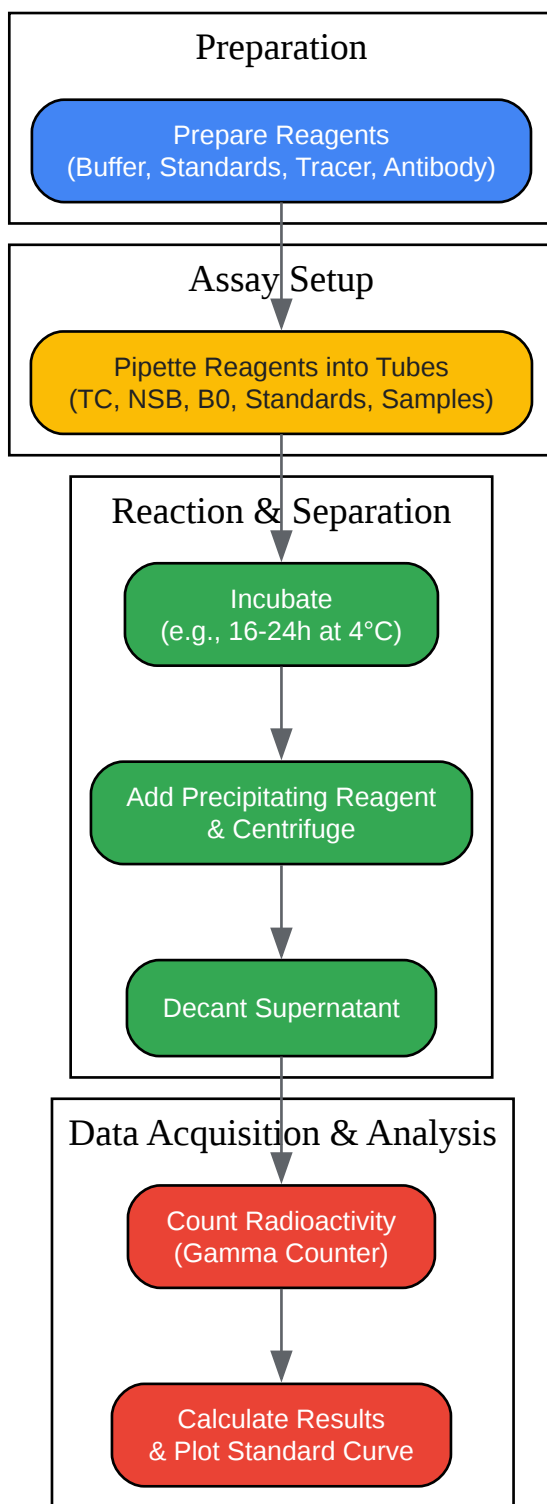 Preparation
Prepare Reagents
(Buffer, Standards, Tracer, Antibody)
Assay Setup
Pipette Reagents into Tubes
(TC, NSB, B0, Standards, Samples)
Reaction & Separation
Incubate
(e.g., 16-24h at 4°C)
Add Precipitating Reagent
& Centrifuge
Decant Supernatant
Data Acquisition & Analysis
Count Radioactivity
(Gamma Counter)
Calculate Results
& Plot Standard Curve